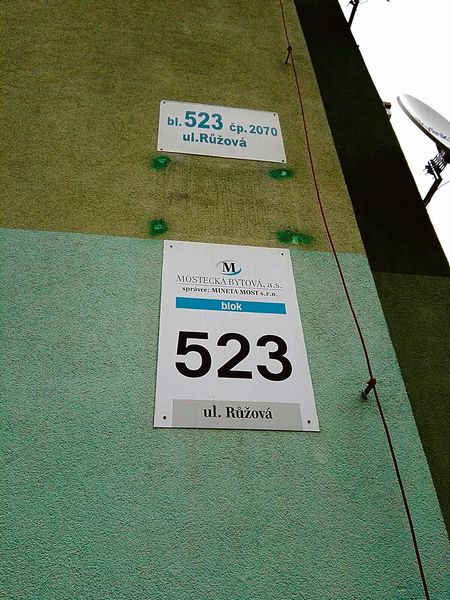 bl. 523 čp. 2070
ul.Růžová
M
MOSTECKÁ BYTOVÁ, a.s.
správce: MINETA MOST s.r.o.
blok
523
ul. Růžová